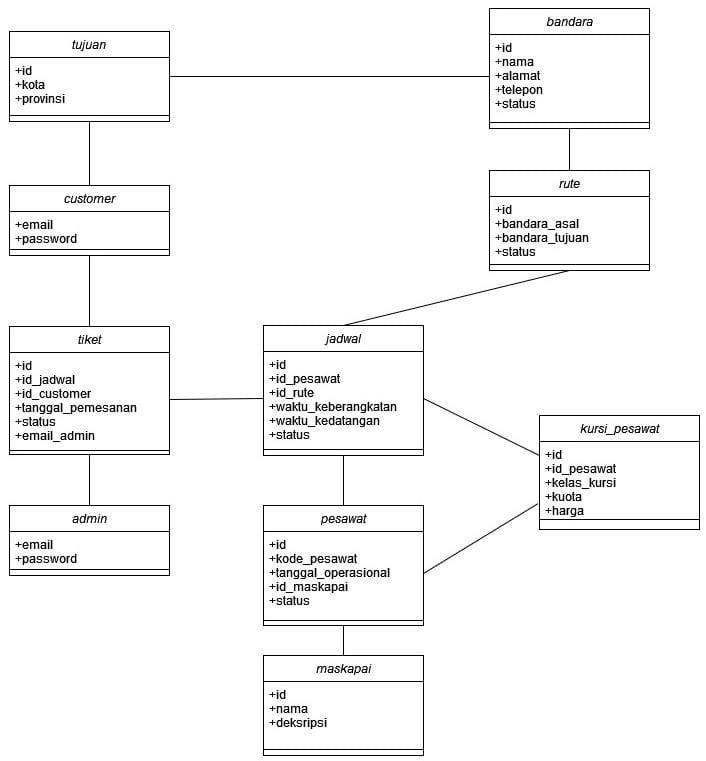 tujuan
+id
+kota
+provinsi
bandara
+id
+nama
+alamat
+telepon
+status
customer
+email
+password
rute
+id
+bandara_asal
+bandara_tujuan
+status
tiket
+id
+id_jadwal
+id_customer
+tanggal_pemesanan
+status
+email_admin
jadwal
+id
+id_pesawat
+id_rute
+waktu_keberangkatan
+waktu_kedatangan
+status
kursi_pesawat
+id
+id_pesawat
+kelas_kursi
+kuota
+harga
admin
+email
+password
pesawat
+id
+kode_pesawat
+tanggal_operasional
+id_maskapai
+status
maskapai
+id
+nama
+deksripsi